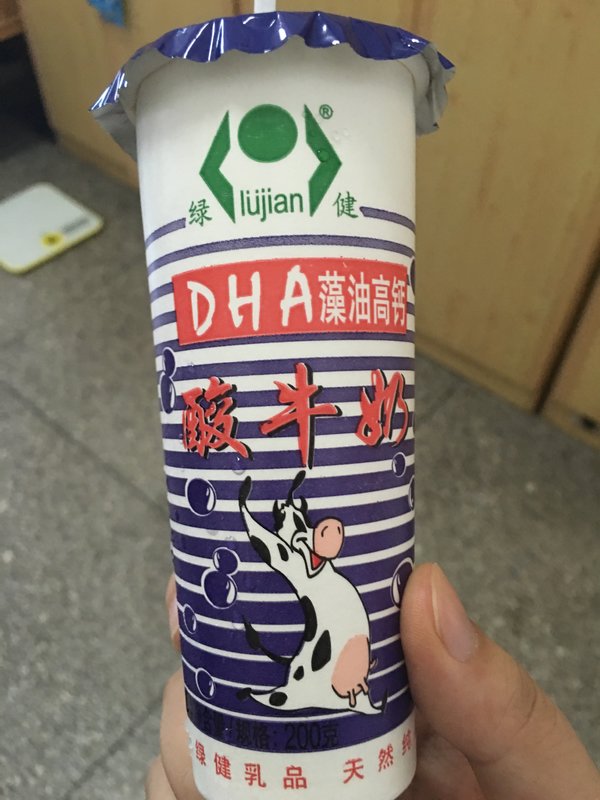 ®
绿 lüjian 健
DHA藻油高钙
酸牛奶
规格:200克
绿健乳品 天然纯